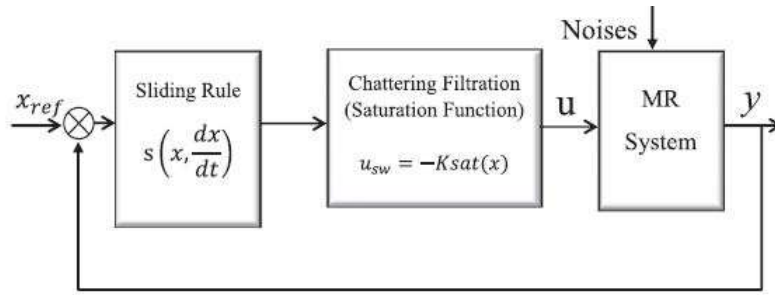 Noises
x_ref
Sliding Rule
s(x, dx/dt)
Chattering Filtration
(Saturation Function)
u_sw = −Ksat(x)
u
MR
System
y